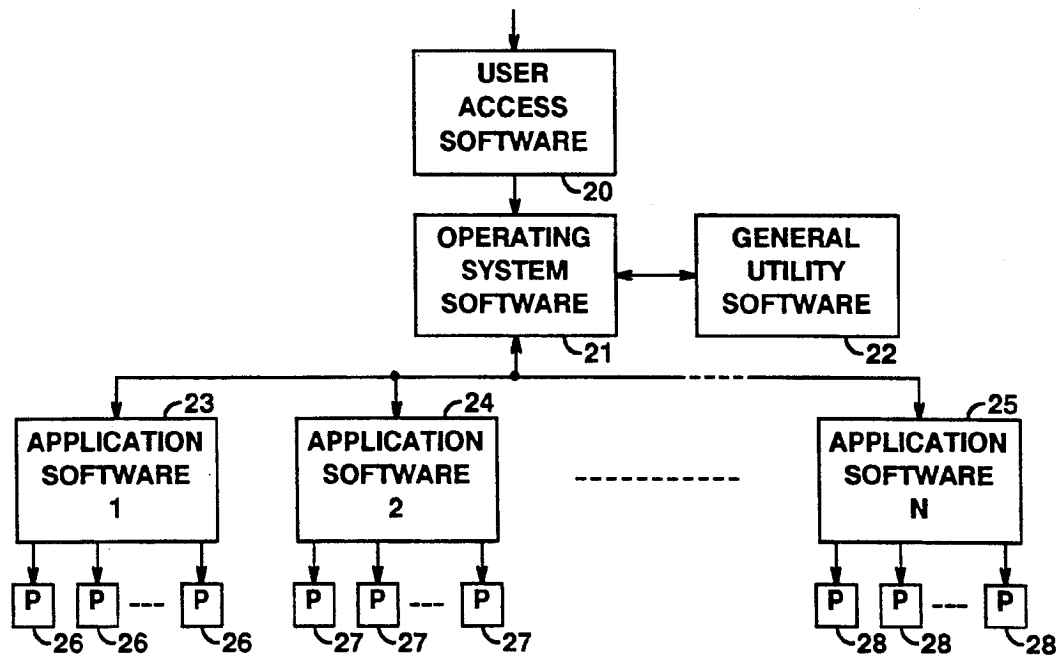 USER
ACCESS
SOFTWARE
20
OPERATING
SYSTEM
SOFTWARE
21
GENERAL
UTILITY
SOFTWARE
22
23
APPLICATION
SOFTWARE
1
24
APPLICATION
SOFTWARE
2
25
APPLICATION
SOFTWARE
N
P P P
26 26 26
P P P
27 27 27
P P P
28 28 28